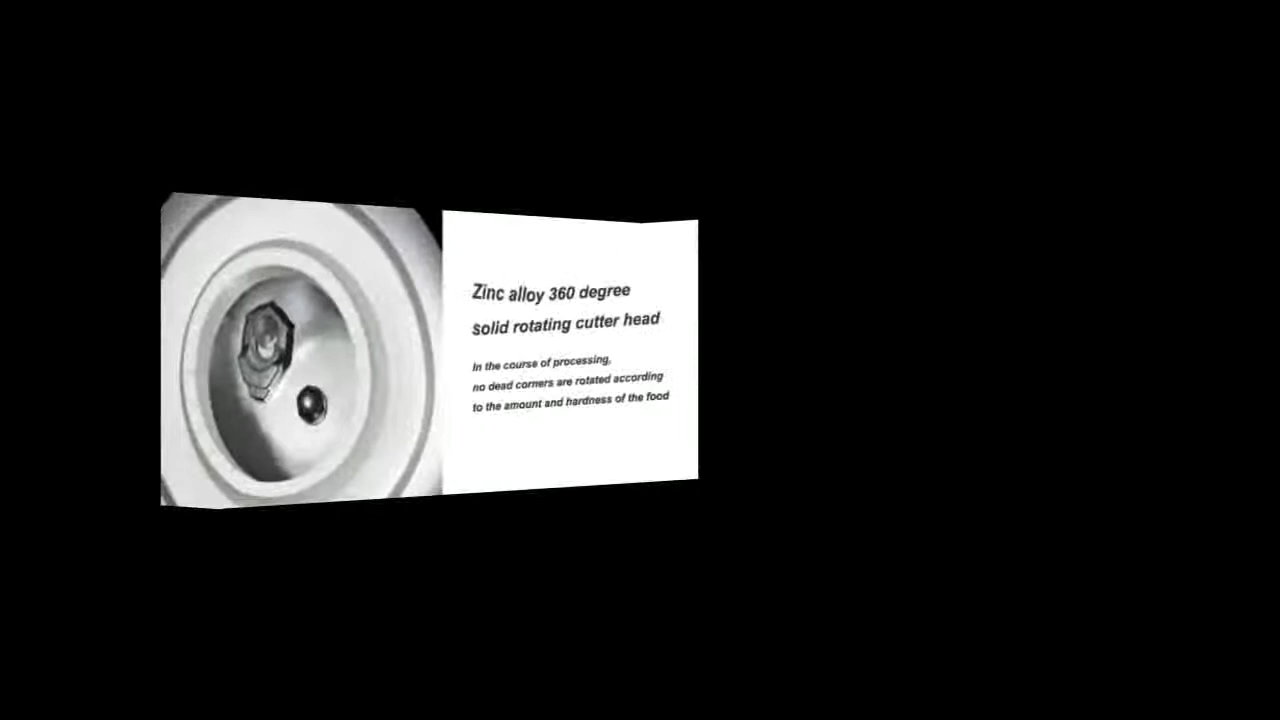 Zinc alloy 360 degree
solid rotating cutter head
In the course of processing,
no dead corners are rotated according
to the amount and hardness of the food